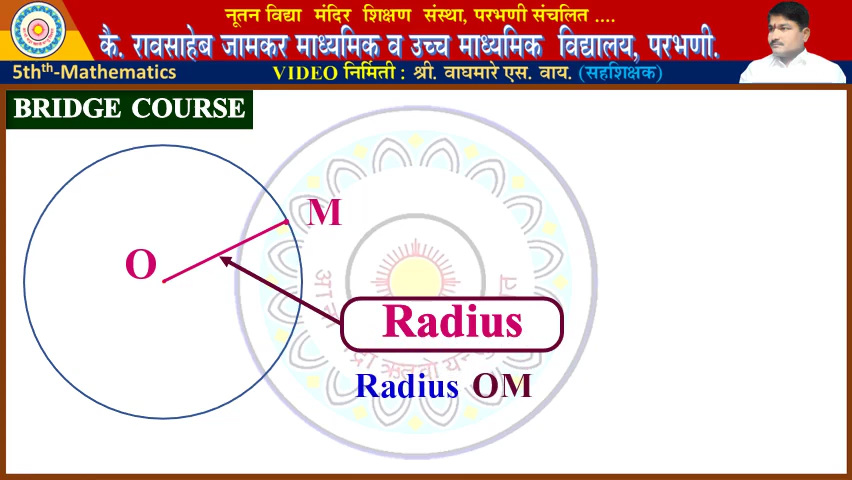 नूतन विद्या मंदिर शिक्षण संस्था, परभणी संचलित ....
कै. रावसाहेब जामकर माध्यमिक व उच्च माध्यमिक विद्यालय, परभणी.
5thth-Mathematics
VIDEO निर्मिती : श्री. वाघमारे एस. वाय. (सहशिक्षक)
BRIDGE COURSE
M
O
Radius
Radius OM